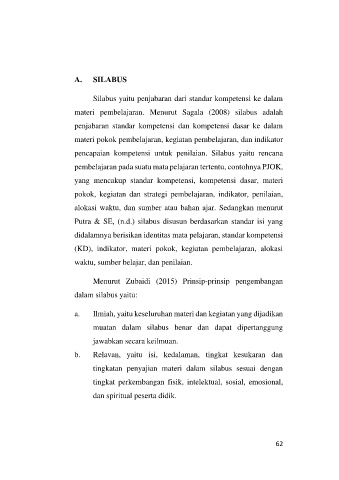 A. SILABUS
Silabus yaitu penjabaran dari standar kompetensi ke dalam
materi pembelajaran. Menurut Sagala (2008) silabus adalah
penjabaran standar kompetensi dan kompetensi dasar ke dalam
materi pokok pembelajaran, kegiatan pembelajaran, dan indikator
pencapaian kompetensi untuk penilaian. Silabus yaitu rencana
pembelajaran pada suatu mata pelajaran tertentu, contohnya PJOK,
yang mencakup standar kompetensi, kompetensi dasar, materi
pokok, kegiatan dan strategi pembelajaran, indikator, penilaian,
alokasi waktu, dan sumber atau bahan ajar. Sedangkan menurut
Putra & SE, (n.d.) silabus disusun berdasarkan standar isi yang
didalamnya berisikan identitas mata pelajaran, standar kompetensi
(KD), indikator, materi pokok, kegiatan pembelajaran, alokasi
waktu, sumber belajar, dan penilaian.
Menurut Zubaidi (2015) Prinsip-prinsip pengembangan
dalam silabus yaitu:
a. Ilmiah, yaitu keseluruhan materi dan kegiatan yang dijadikan
muatan dalam silabus benar dan dapat dipertanggung
jawabkan secara keilmuan.
b. Relavan, yaitu isi, kedalaman, tingkat kesukaran dan
tingkatan penyajian materi dalam silabus sesuai dengan
tingkat perkembangan fisik, intelektual, sosial, emosional,
dan spiritual peserta didik.
62